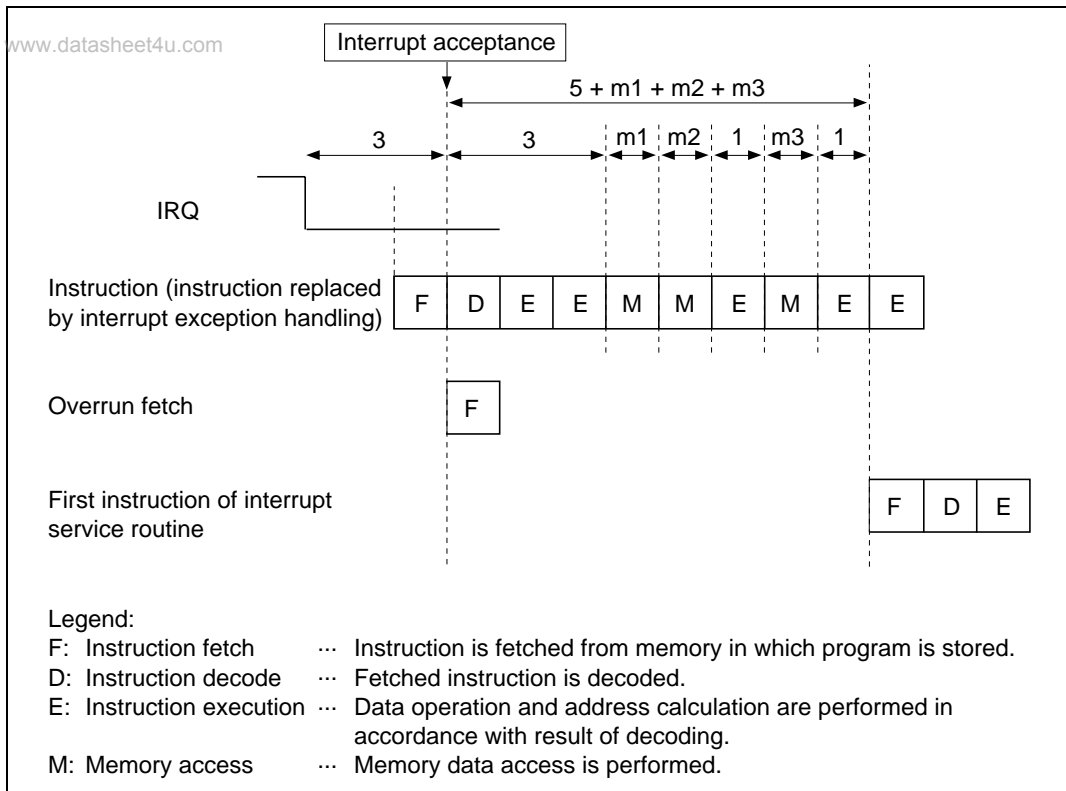 www.datasheet4u.com
Interrupt acceptance
5 + m1 + m2 + m3
3 3 m1 m2 1 m3 1
IRQ
Instruction (instruction replaced
by interrupt exception handling)
F D E E M M E M E E
Overrun fetch
F
First instruction of interrupt
service routine
F D E
Legend:
F: Instruction fetch ··· Instruction is fetched from memory in which program is stored.
D: Instruction decode ··· Fetched instruction is decoded.
E: Instruction execution ··· Data operation and address calculation are performed in
accordance with result of decoding.
M: Memory access ··· Memory data access is performed.